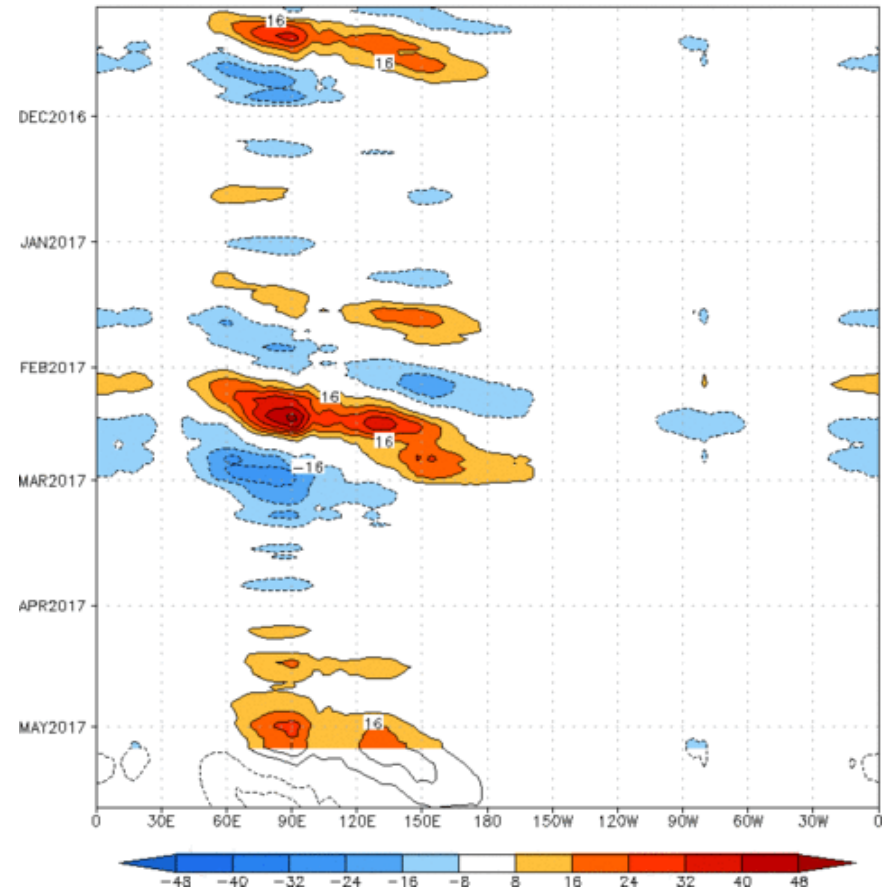 16
16
DEC2016
JAN2017
FEB2017
16
16
-16
MAR2017
APR2017
MAY2017
16
0 30E 60E 90E 120E 150E 180 150W 120W 90W 60W 30W 0
-48 -40 -32 -24 -16 -8 8 16 24 32 40 48